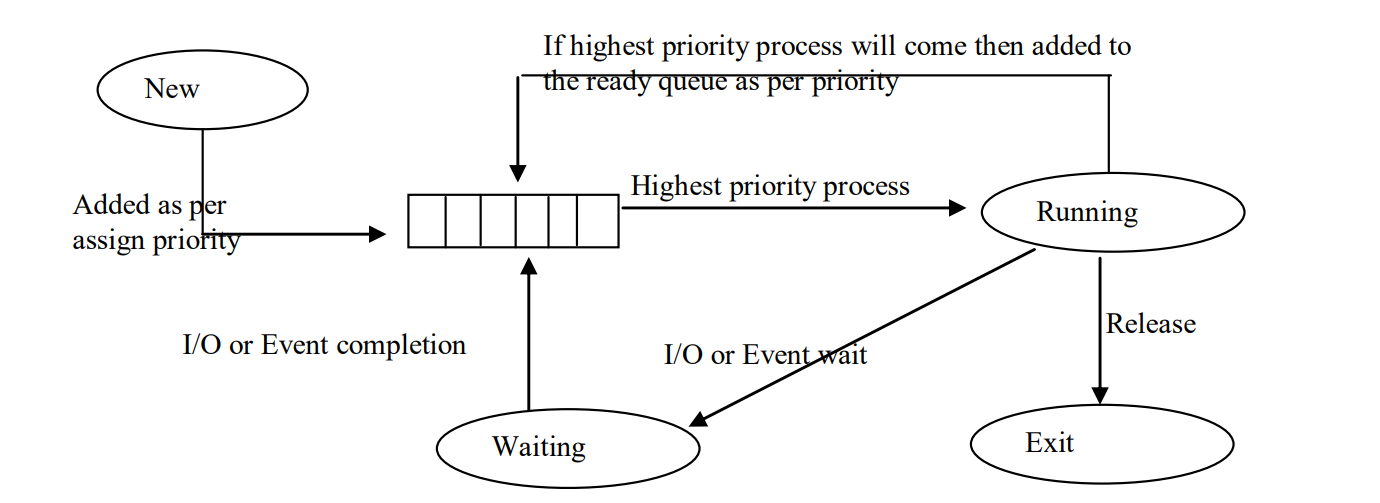 If highest priority process will come then added to
the ready queue as per priority
New
Highest priority process
Added as per
assign priority
Running
Release
I/O or Event completion
I/O or Event wait
Waiting
Exit